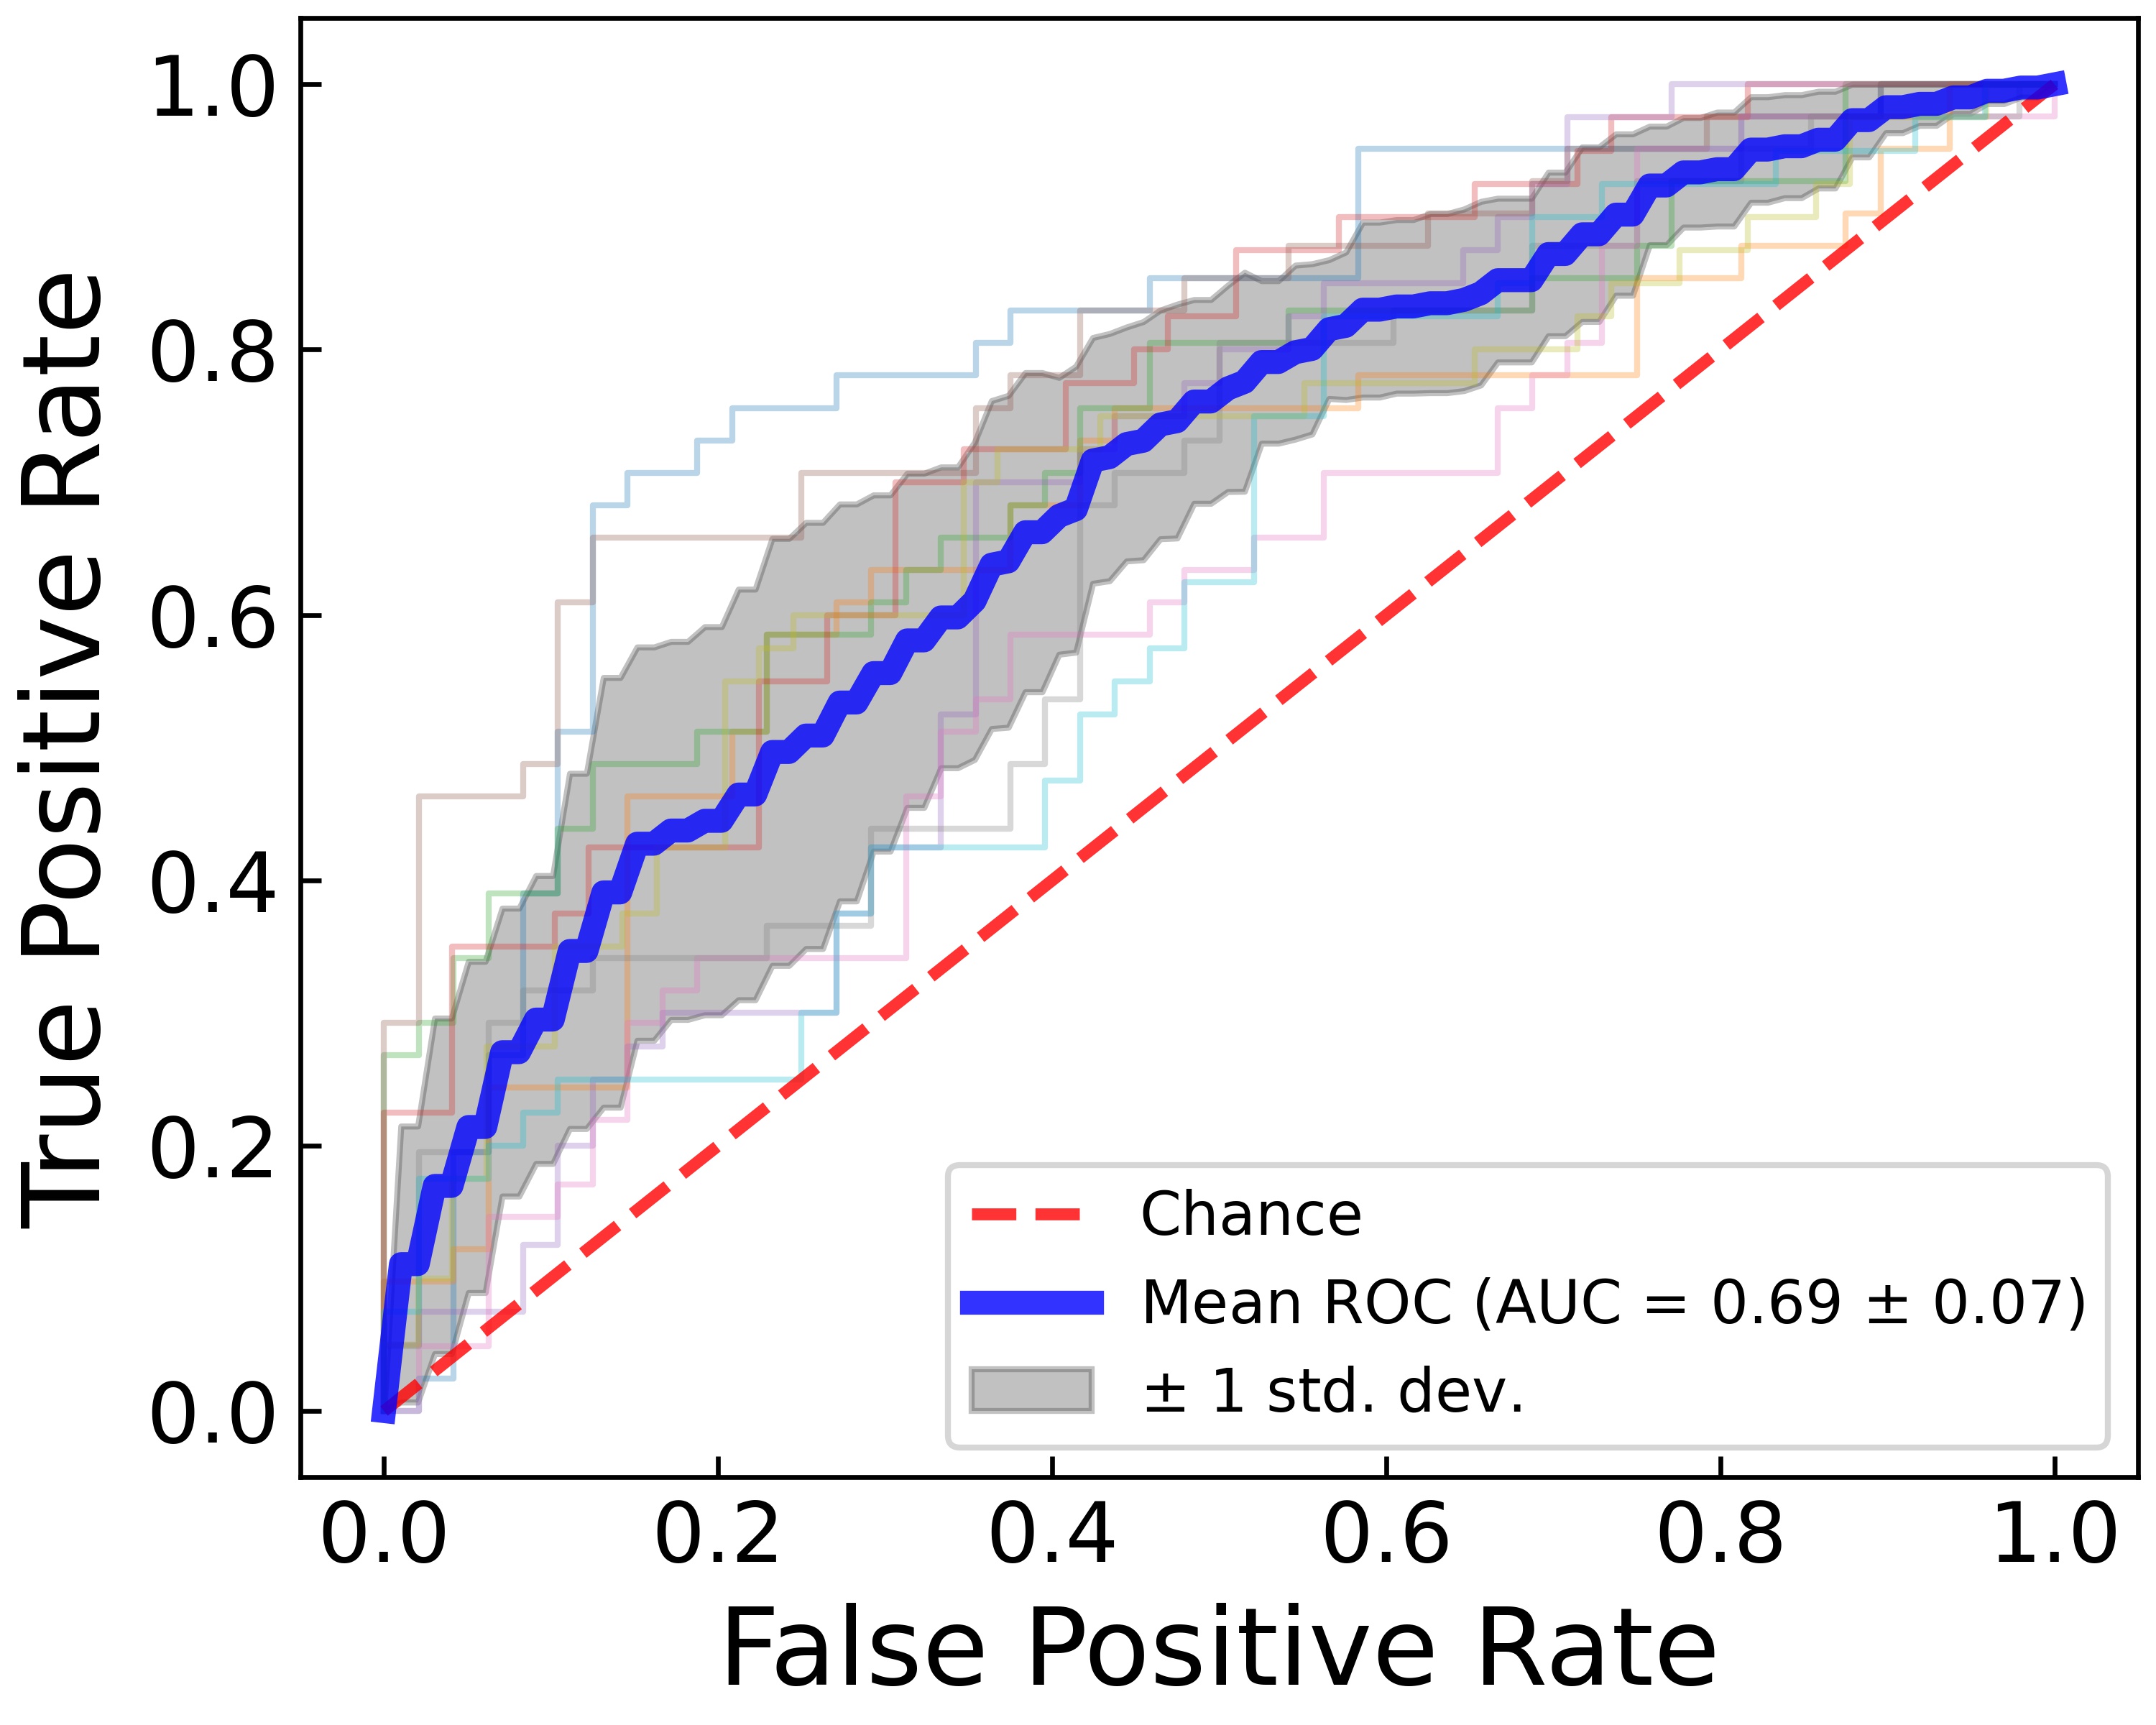 True Positive Rate
1.0
0.8
0.6
0.4
0.2
0.0
Chance
Mean ROC (AUC = 0.69 ± 0.07)
± 1 std. dev.
0.0 0.2 0.4 0.6 0.8 1.0
False Positive Rate